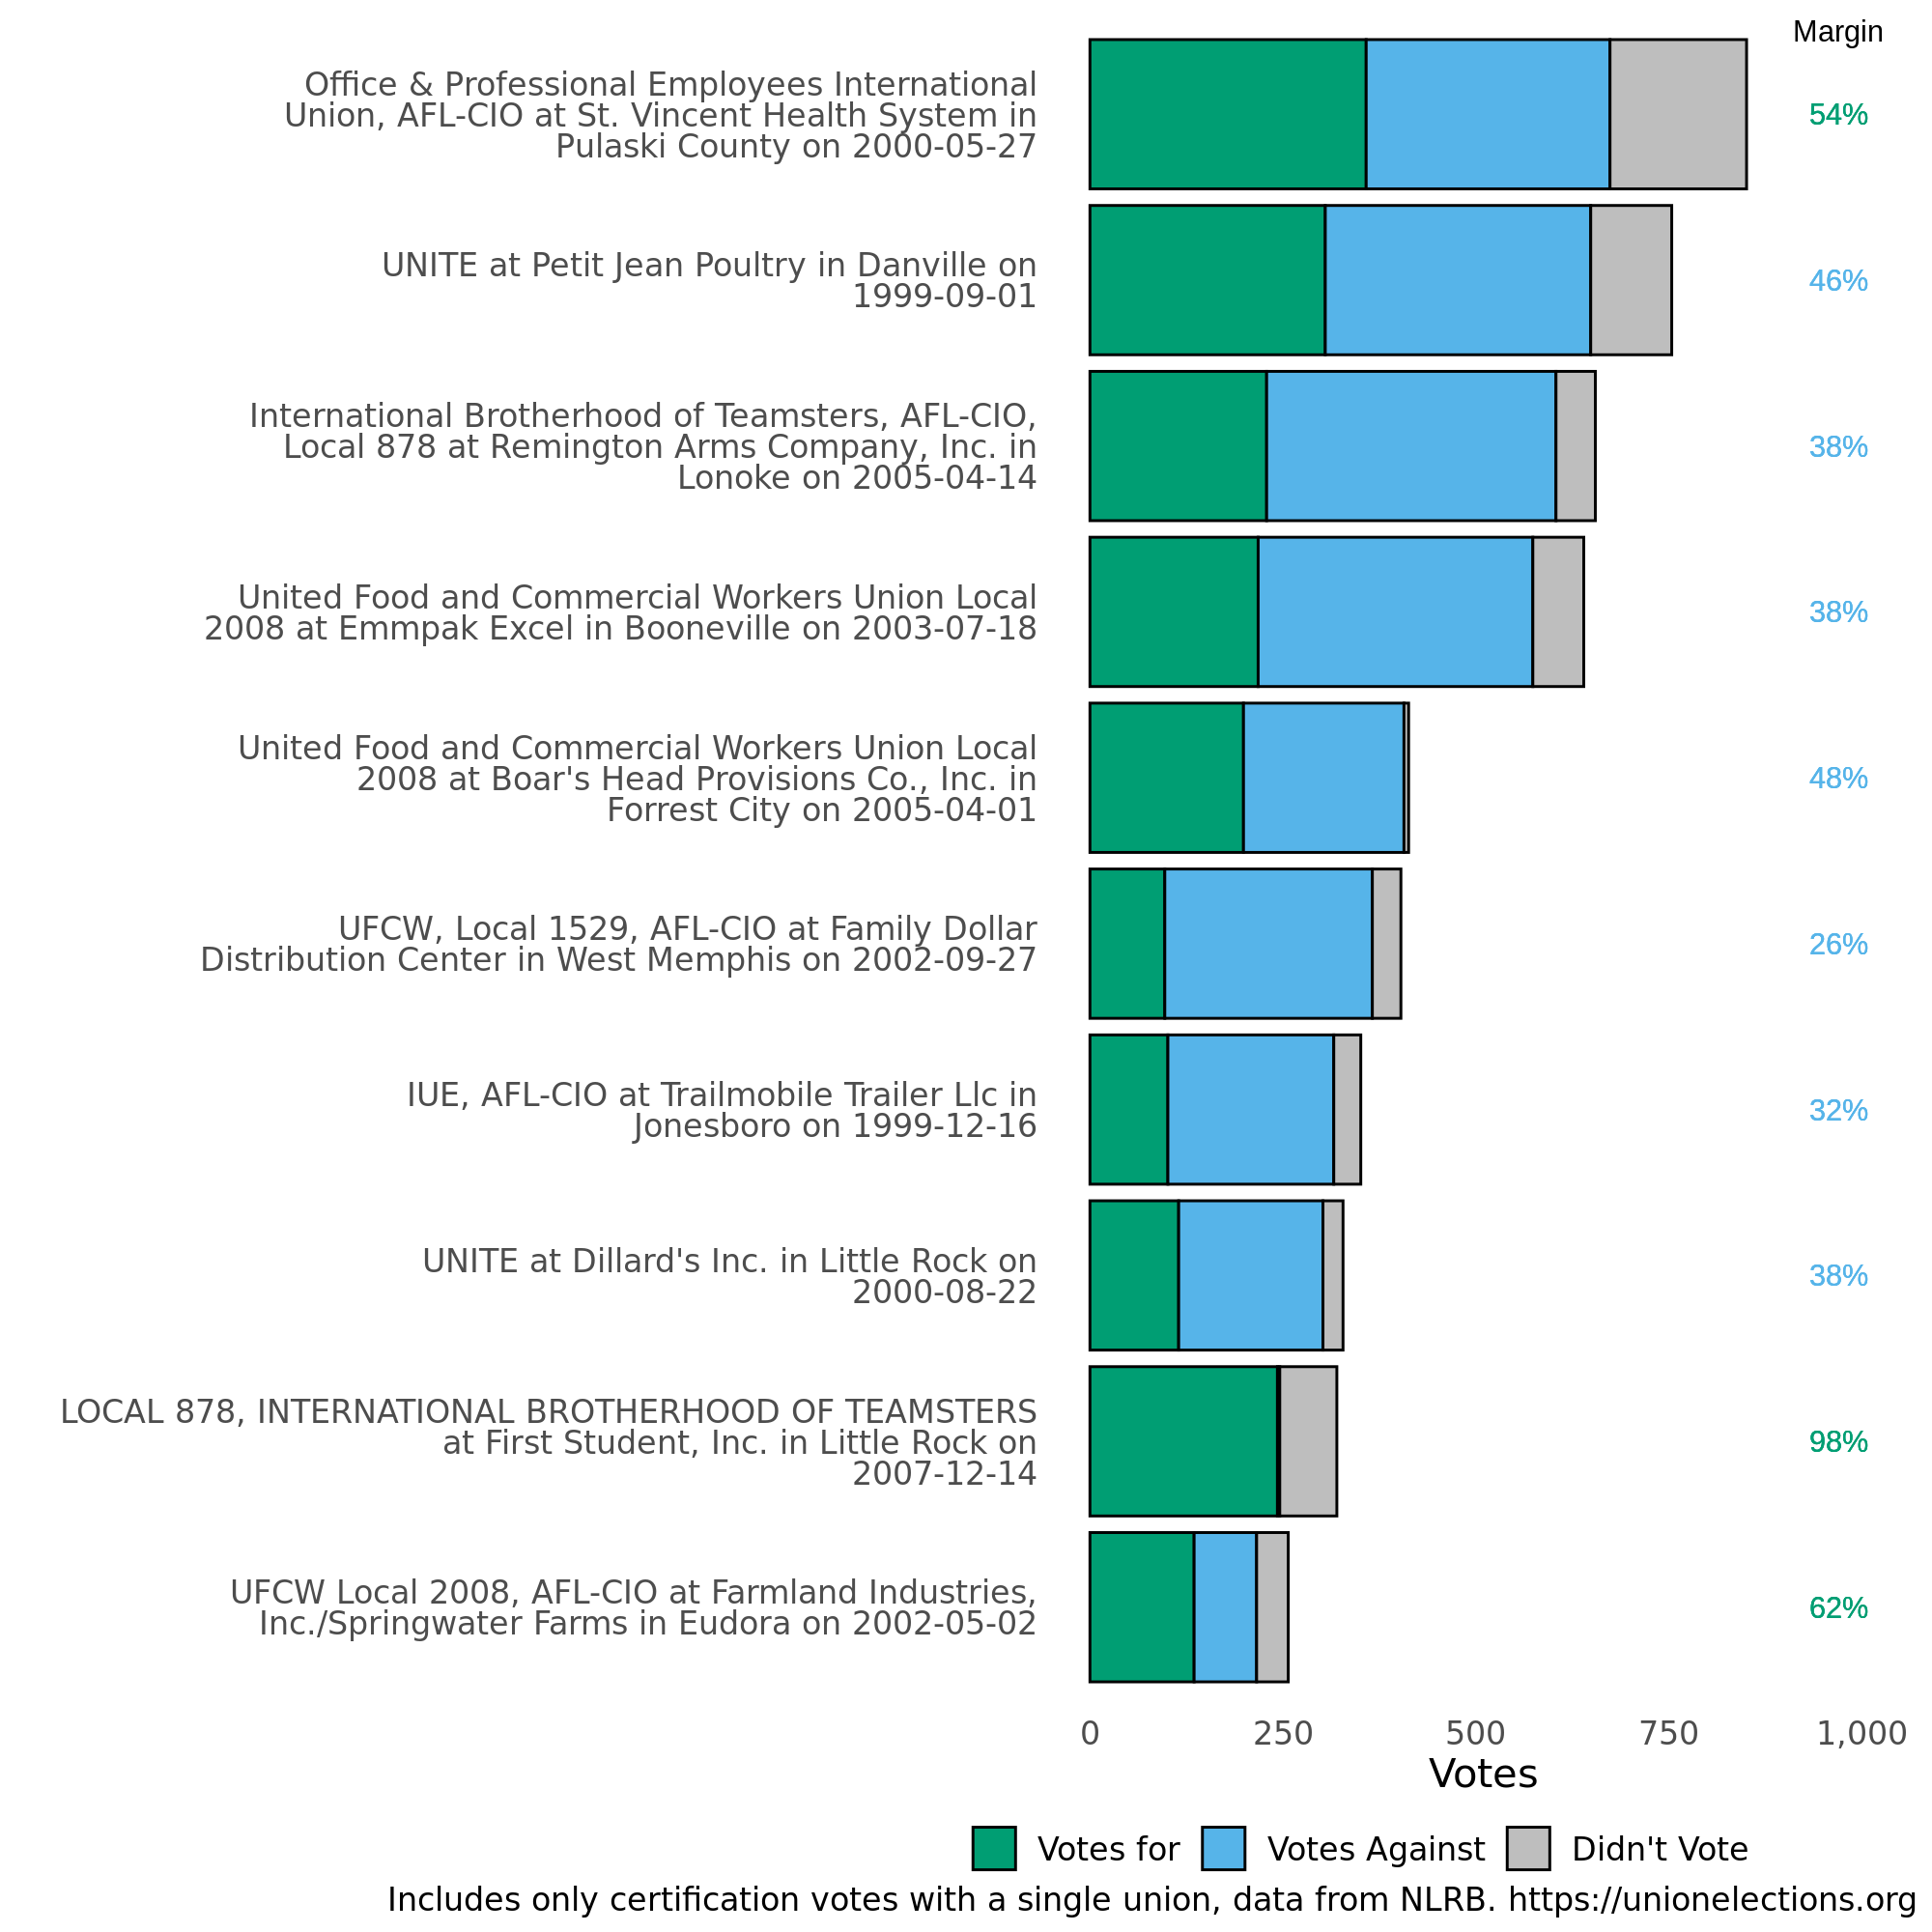 Margin
Office & Professional Employees International
Union, AFL-CIO at St. Vincent Health System in
Pulaski County on 2000-05-27
54%
UNITE at Petit Jean Poultry in Danville on
1999-09-01
46%
International Brotherhood of Teamsters, AFL-CIO,
Local 878 at Remington Arms Company, Inc. in
Lonoke on 2005-04-14
38%
United Food and Commercial Workers Union Local
2008 at Emmpak Excel in Booneville on 2003-07-18
38%
United Food and Commercial Workers Union Local
2008 at Boar's Head Provisions Co., Inc. in
Forrest City on 2005-04-01
48%
UFCW, Local 1529, AFL-CIO at Family Dollar
Distribution Center in West Memphis on 2002-09-27
26%
IUE, AFL-CIO at Trailmobile Trailer Llc in
Jonesboro on 1999-12-16
32%
UNITE at Dillard's Inc. in Little Rock on
2000-08-22
38%
LOCAL 878, INTERNATIONAL BROTHERHOOD OF TEAMSTERS
at First Student, Inc. in Little Rock on
2007-12-14
98%
UFCW Local 2008, AFL-CIO at Farmland Industries,
Inc./Springwater Farms in Eudora on 2002-05-02
62%
0 250 500 750 1,000
Votes
Votes for Votes Against Didn't Vote
Includes only certification votes with a single union, data from NLRB. https://unionelections.org